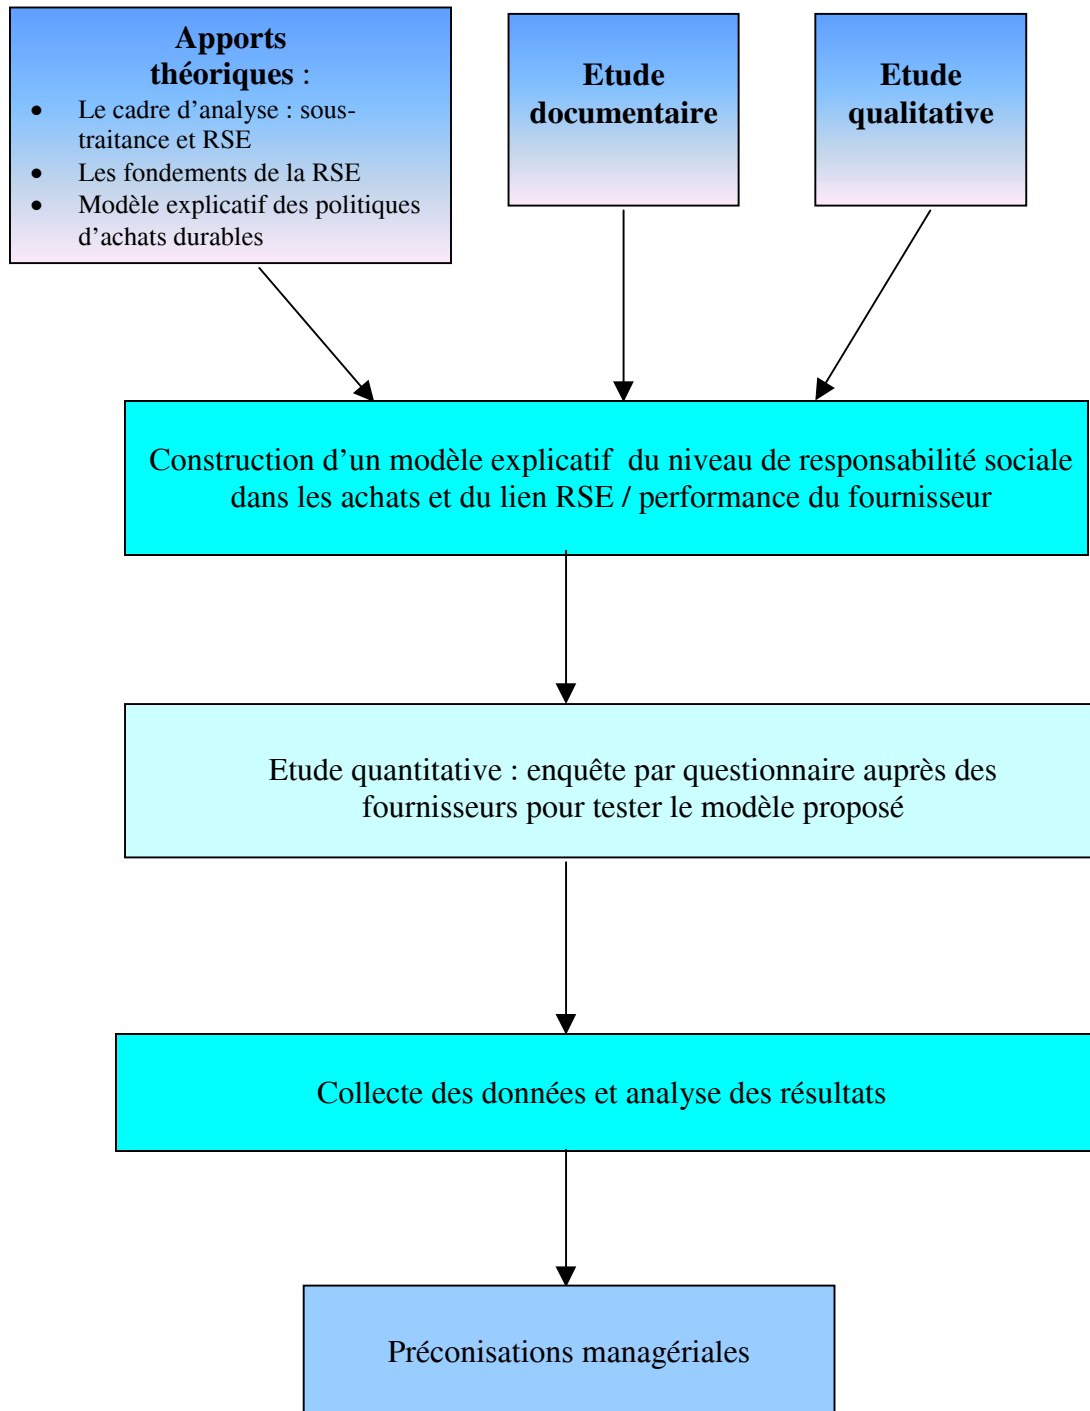 Apports
théoriques :
• Le cadre d'analyse : sous-
traitance et RSE
• Les fondements de la RSE
• Modèle explicatif des politiques
d'achats durables
Etude
documentaire
Etude
qualitative
Construction d'un modèle explicatif du niveau de responsabilité sociale
dans les achats et du lien RSE / performance du fournisseur
Etude quantitative : enquête par questionnaire auprès des
fournisseurs pour tester le modèle proposé
Collecte des données et analyse des résultats
Préconisations managériales